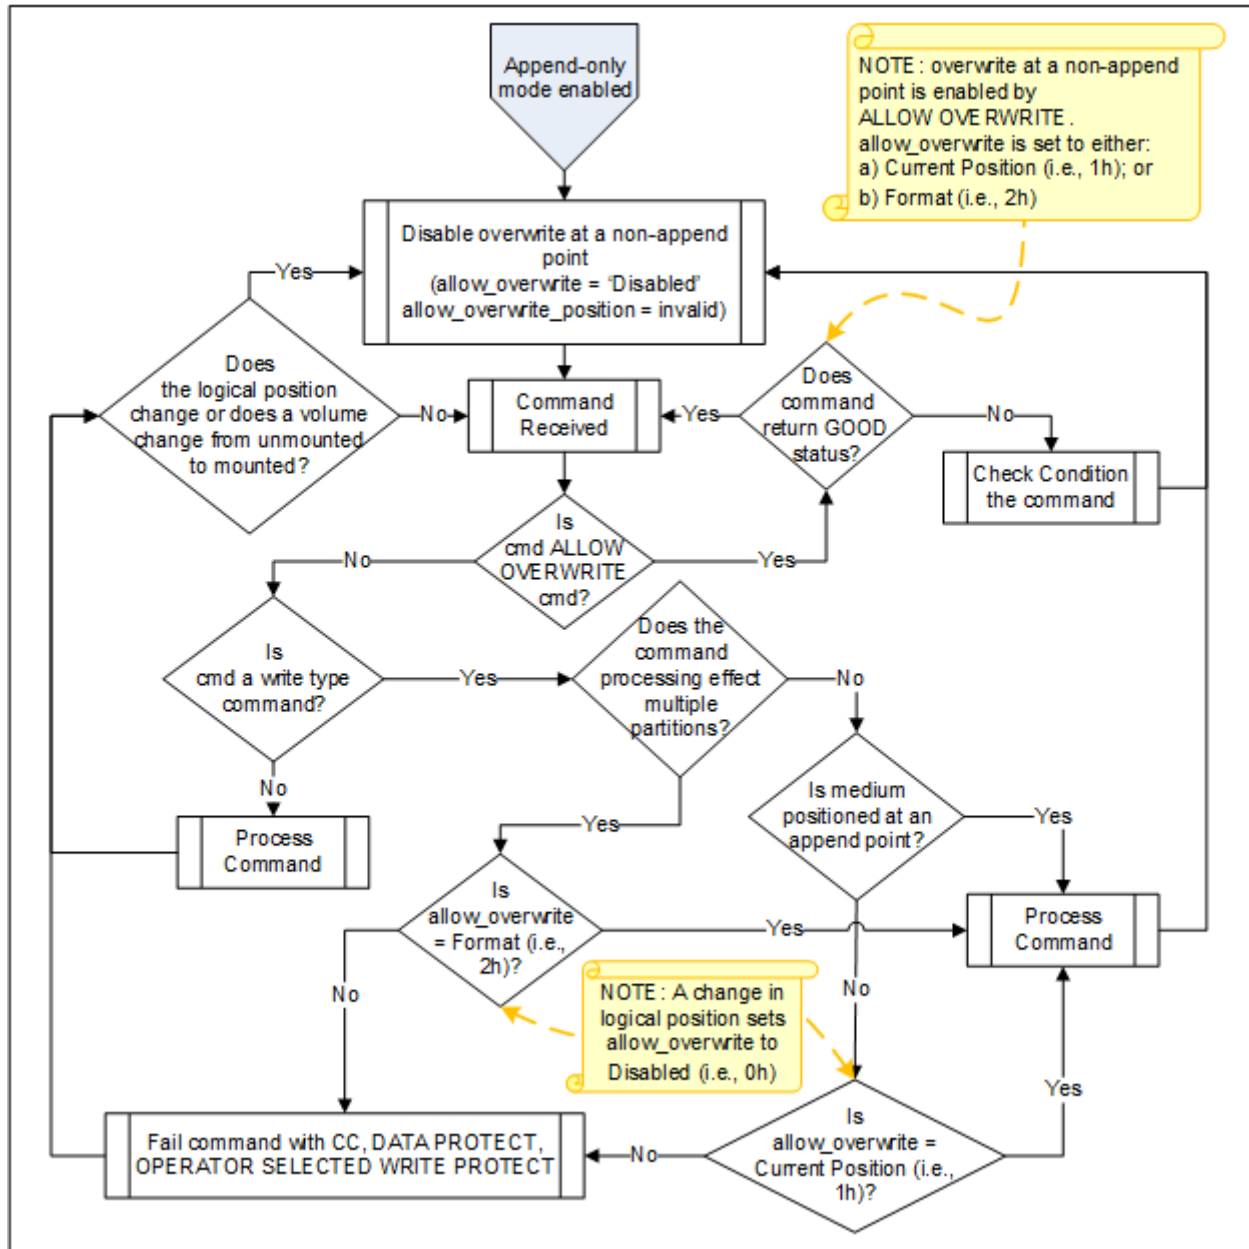 Append-only
mode enabled
NOTE : overwrite at a non-append
point is enabled by
ALLOW OVERWRITE .
allow_overwrite is set to either:
a) Current Position (i.e., 1h); or
b) Format (i.e., 2h)
Disable overwrite at a non-append
point
(allow_overwrite = ‘Disabled’
allow_overwrite_position = invalid)
Yes
Does
the logical position
change or does a volume
change from unmounted
to mounted?
No
Command
Received
Yes
Does
command
return GOOD
status?
No
Check Condition
the command
Is
cmd ALLOW
OVERWRITE
cmd?
No
Yes
Is
cmd a write type
command?
Yes
Does the
command
processing effect
multiple
partitions?
No
No
Process
Command
Yes
Is medium
positioned at an
append point?
Yes
Is
allow_overwrite
= Format (i.e.,
2h)?
Yes
Process
Command
No
NOTE : A change in
logical position sets
allow_overwrite to
Disabled (i.e., 0h)
No
Yes
Fail command with CC, DATA PROTECT,
OPERATOR SELECTED WRITE PROTECT
No
Is
allow_overwrite =
Current Position (i.e.,
1h)?